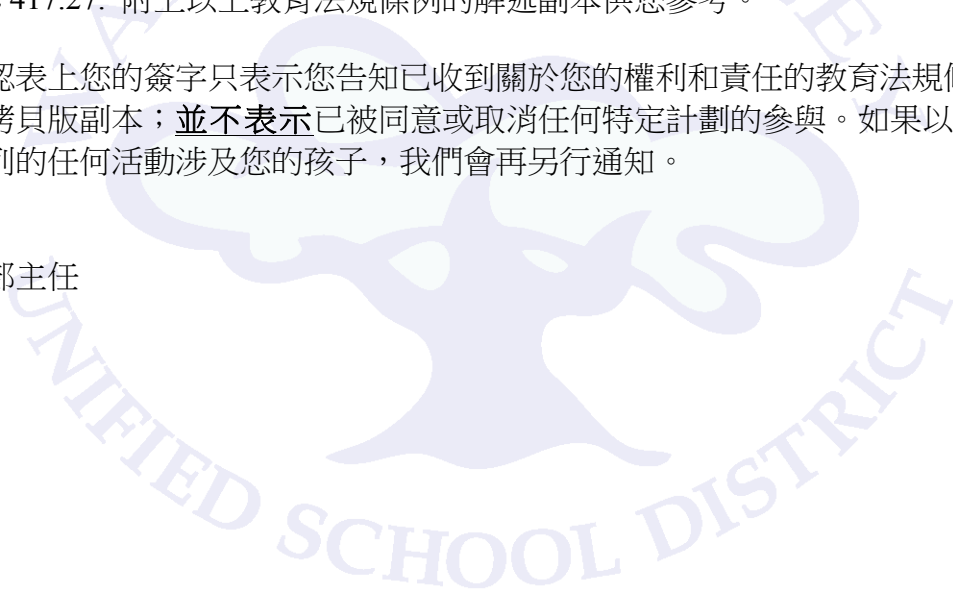 417.27. 附上以上教育法規條例的解述副本供您參考。
認表上您的簽字只表示您告知已收到關於您的權利和責任的教育法規
拷貝版副本；並不表示已被同意或取消任何特定計劃的參與。如果以
列的任何活動涉及您的孩子，我們會再另行通知。
部主任
UNIFIED SCHOOL DISTRICT